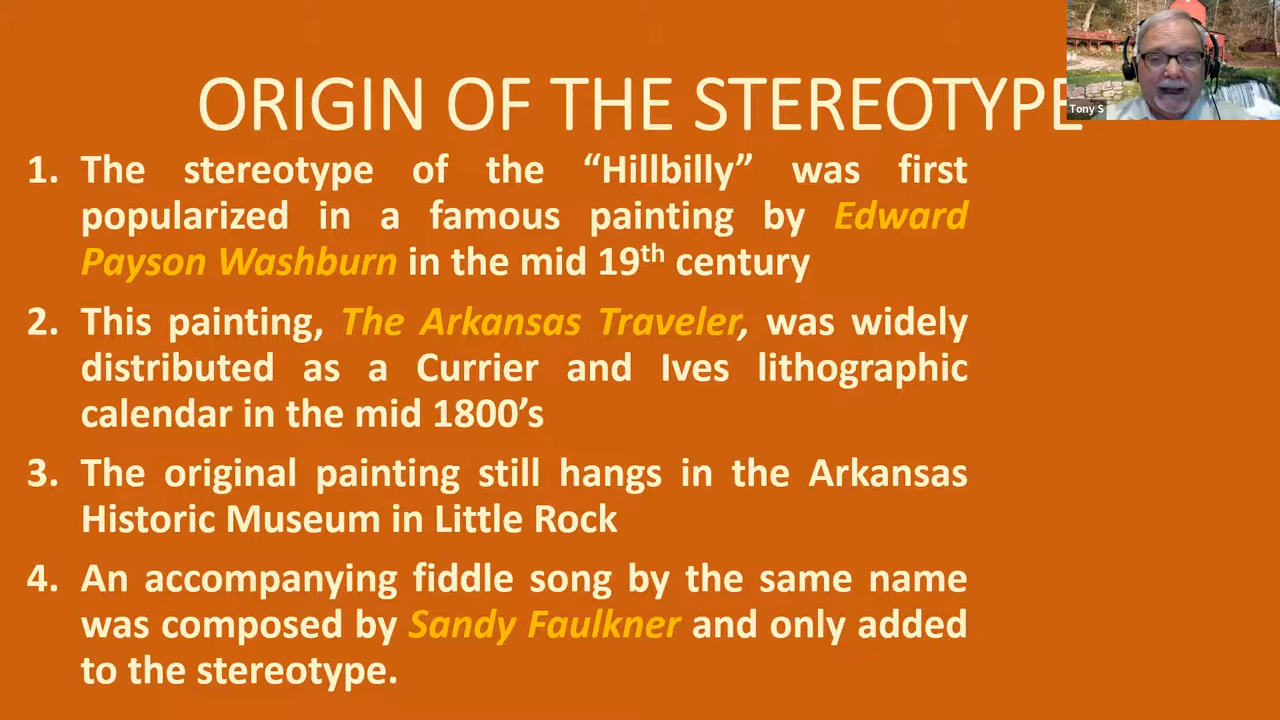 ORIGIN OF THE STEREOTYPE
Tony S
1. The stereotype of the “Hillbilly” was first
popularized in a famous painting by Edward
Payson Washburn in the mid 19th century
2. This painting, The Arkansas Traveler, was widely
distributed as a Currier and Ives lithographic
calendar in the mid 1800’s
3. The original painting still hangs in the Arkansas
Historic Museum in Little Rock
4. An accompanying fiddle song by the same name
was composed by Sandy Faulkner and only added
to the stereotype.